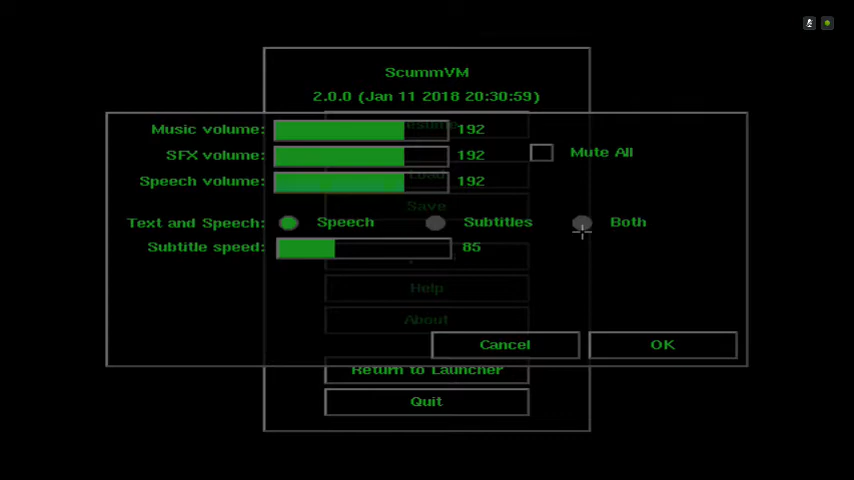 ScummVM
2.0.0 (Jan 11 2018 20:30:59)
Music volume: 192
SFX volume: 192 Mute All
Load
Speech volume: 192
Save
Text and Speech: Speech Subtitles Both
Subtitle speed: 85
Help
About
Cancel OK
Return to Launcher
Quit